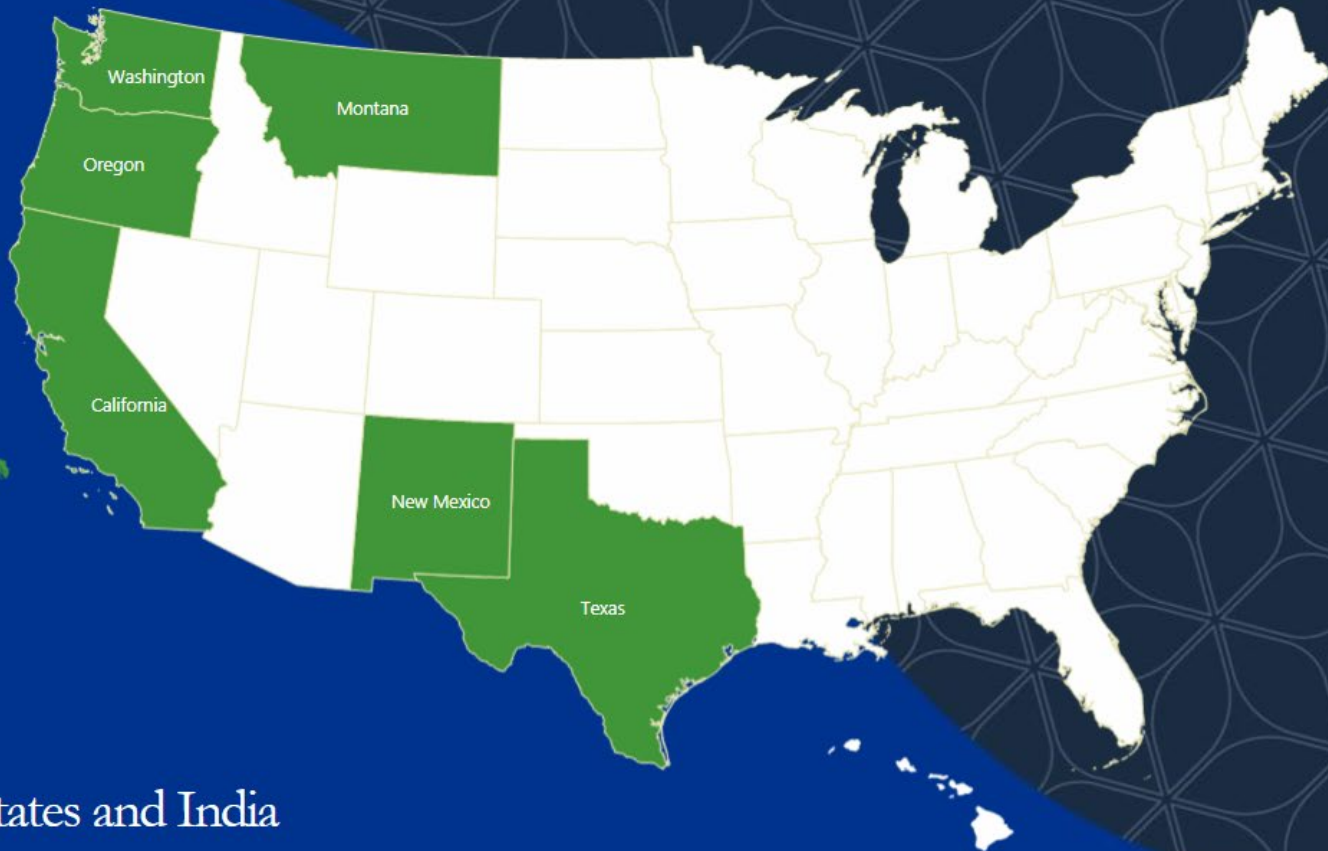 Washington
Montana
Oregon
California
New Mexico
Texas
tates and India